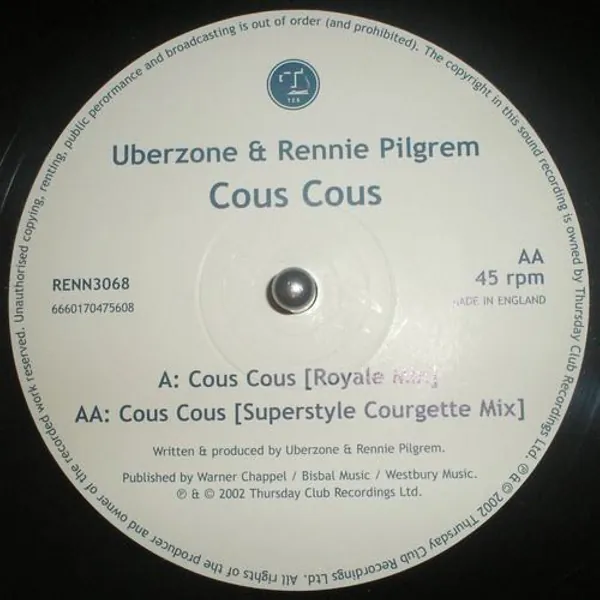 All rights of the producer and owner of the recorded work reserved. Unauthorised copying, renting, public perormance and broadcasting is out of order (and prohibited). The copyright in this sound recording is owned by Thursday Club Recordings Ltd. ℗ & © 2002 Thursday Club Recordings Ltd.
TCR
Uberzone & Rennie Pilgrem
Cous Cous
AA
RENN3068
45 rpm
6660170475608
MADE IN ENGLAND
A: Cous Cous [Royale Mix]
AA: Cous Cous [Superstyle Courgette Mix]
Written & produced by Uberzone & Rennie Pilgrem.
Published by Warner Chappel / Bisbal Music / Westbury Music.
℗ & © 2002 Thursday Club Recordings Ltd.